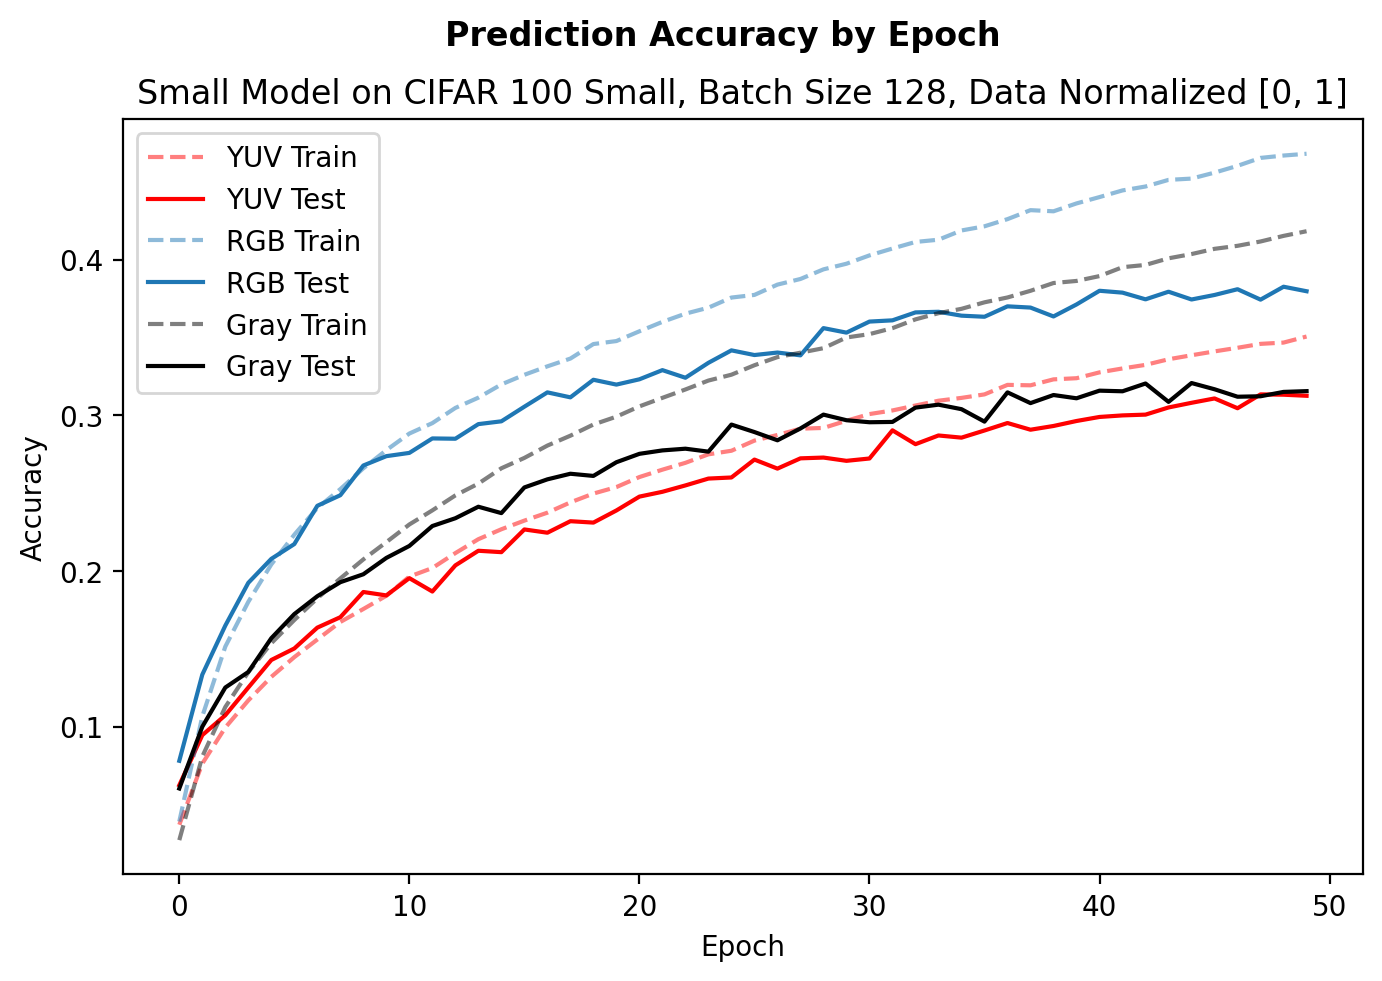 Prediction Accuracy by Epoch
Small Model on CIFAR 100 Small, Batch Size 128, Data Normalized [0, 1]
YUV Train
YUV Test
RGB Train
RGB Test
Gray Train
Gray Test
Accuracy
0.4
0.3
0.2
0.1
0 10 20 30 40 50
Epoch